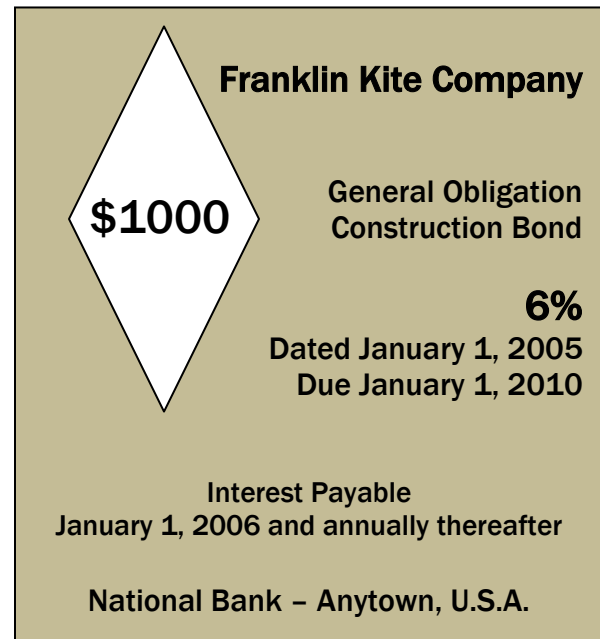 Franklin Kite Company
$1000
General Obligation
Construction Bond
6%
Dated January 1, 2005
Due January 1, 2010
Interest Payable
January 1, 2006 and annually thereafter
National Bank – Anytown, U.S.A.